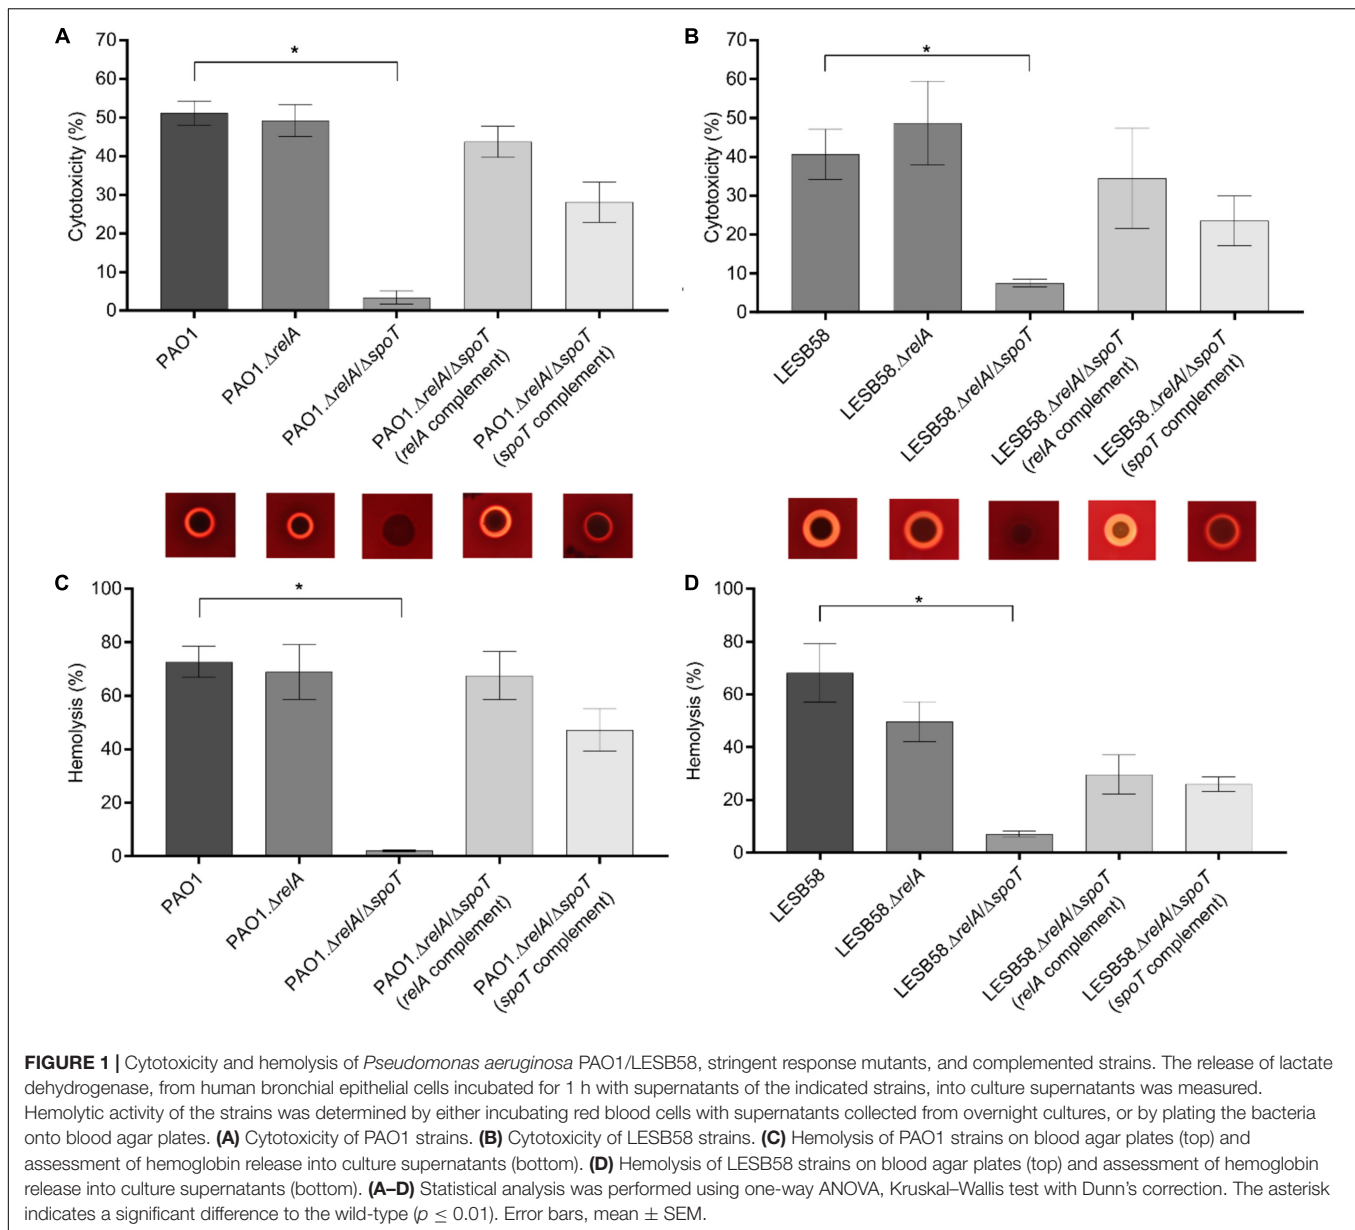 A
B
70
60
50
40
30
20
10
0
Cytotoxicity (%)
*
PAO1
PAO1.ΔrelA
PAO1.ΔrelA/ΔspoT
PAO1.ΔrelA/ΔspoT
(relA complement)
PAO1.ΔrelA/ΔspoT
(spoT complement)
70
60
50
40
30
20
10
0
Cytotoxicity (%)
*
LESB58
LESB58.ΔrelA
LESB58.ΔrelA/ΔspoT
LESB58.ΔrelA/ΔspoT
(relA complement)
LESB58.ΔrelA/ΔspoT
(spoT complement)
C
100
80
60
40
20
0
Hemolysis (%)
*
PAO1
PAO1.ΔrelA
PAO1.ΔrelA/ΔspoT
PAO1.ΔrelA/ΔspoT
(relA complement)
PAO1.ΔrelA/ΔspoT
(spoT complement)
D
100
80
60
40
20
0
Hemolysis (%)
*
LESB58
LESB58.ΔrelA
LESB58.ΔrelA/ΔspoT
LESB58.ΔrelA/ΔspoT
(relA complement)
LESB58.ΔrelA/ΔspoT
(spoT complement)
FIGURE 1 | Cytotoxicity and hemolysis of Pseudomonas aeruginosa PAO1/LESB58, stringent response mutants, and complemented strains. The release of lactate
dehydrogenase, from human bronchial epithelial cells incubated for 1 h with supernatants of the indicated strains, into culture supernatants was measured.
Hemolytic activity of the strains was determined by either incubating red blood cells with supernatants collected from overnight cultures, or by plating the bacteria
onto blood agar plates. (A) Cytotoxicity of PAO1 strains. (B) Cytotoxicity of LESB58 strains. (C) Hemolysis of PAO1 strains on blood agar plates (top) and
assessment of hemoglobin release into culture supernatants (bottom). (D) Hemolysis of LESB58 strains on blood agar plates (top) and assessment of hemoglobin
release into culture supernatants (bottom). (A–D) Statistical analysis was performed using one-way ANOVA, Kruskal–Wallis test with Dunn's correction. The asterisk
indicates a significant difference to the wild-type (p ≤ 0.01). Error bars, mean ± SEM.